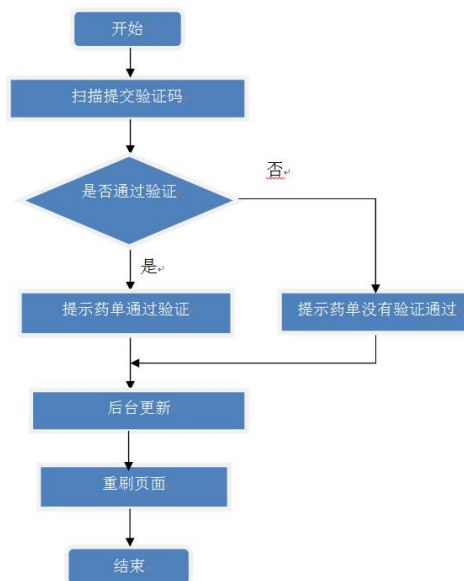 开始
扫描提交验证码
是否通过验证
否
是
提示药单通过验证
提示药单没有验证通过
后台更新
重刷页面
结束